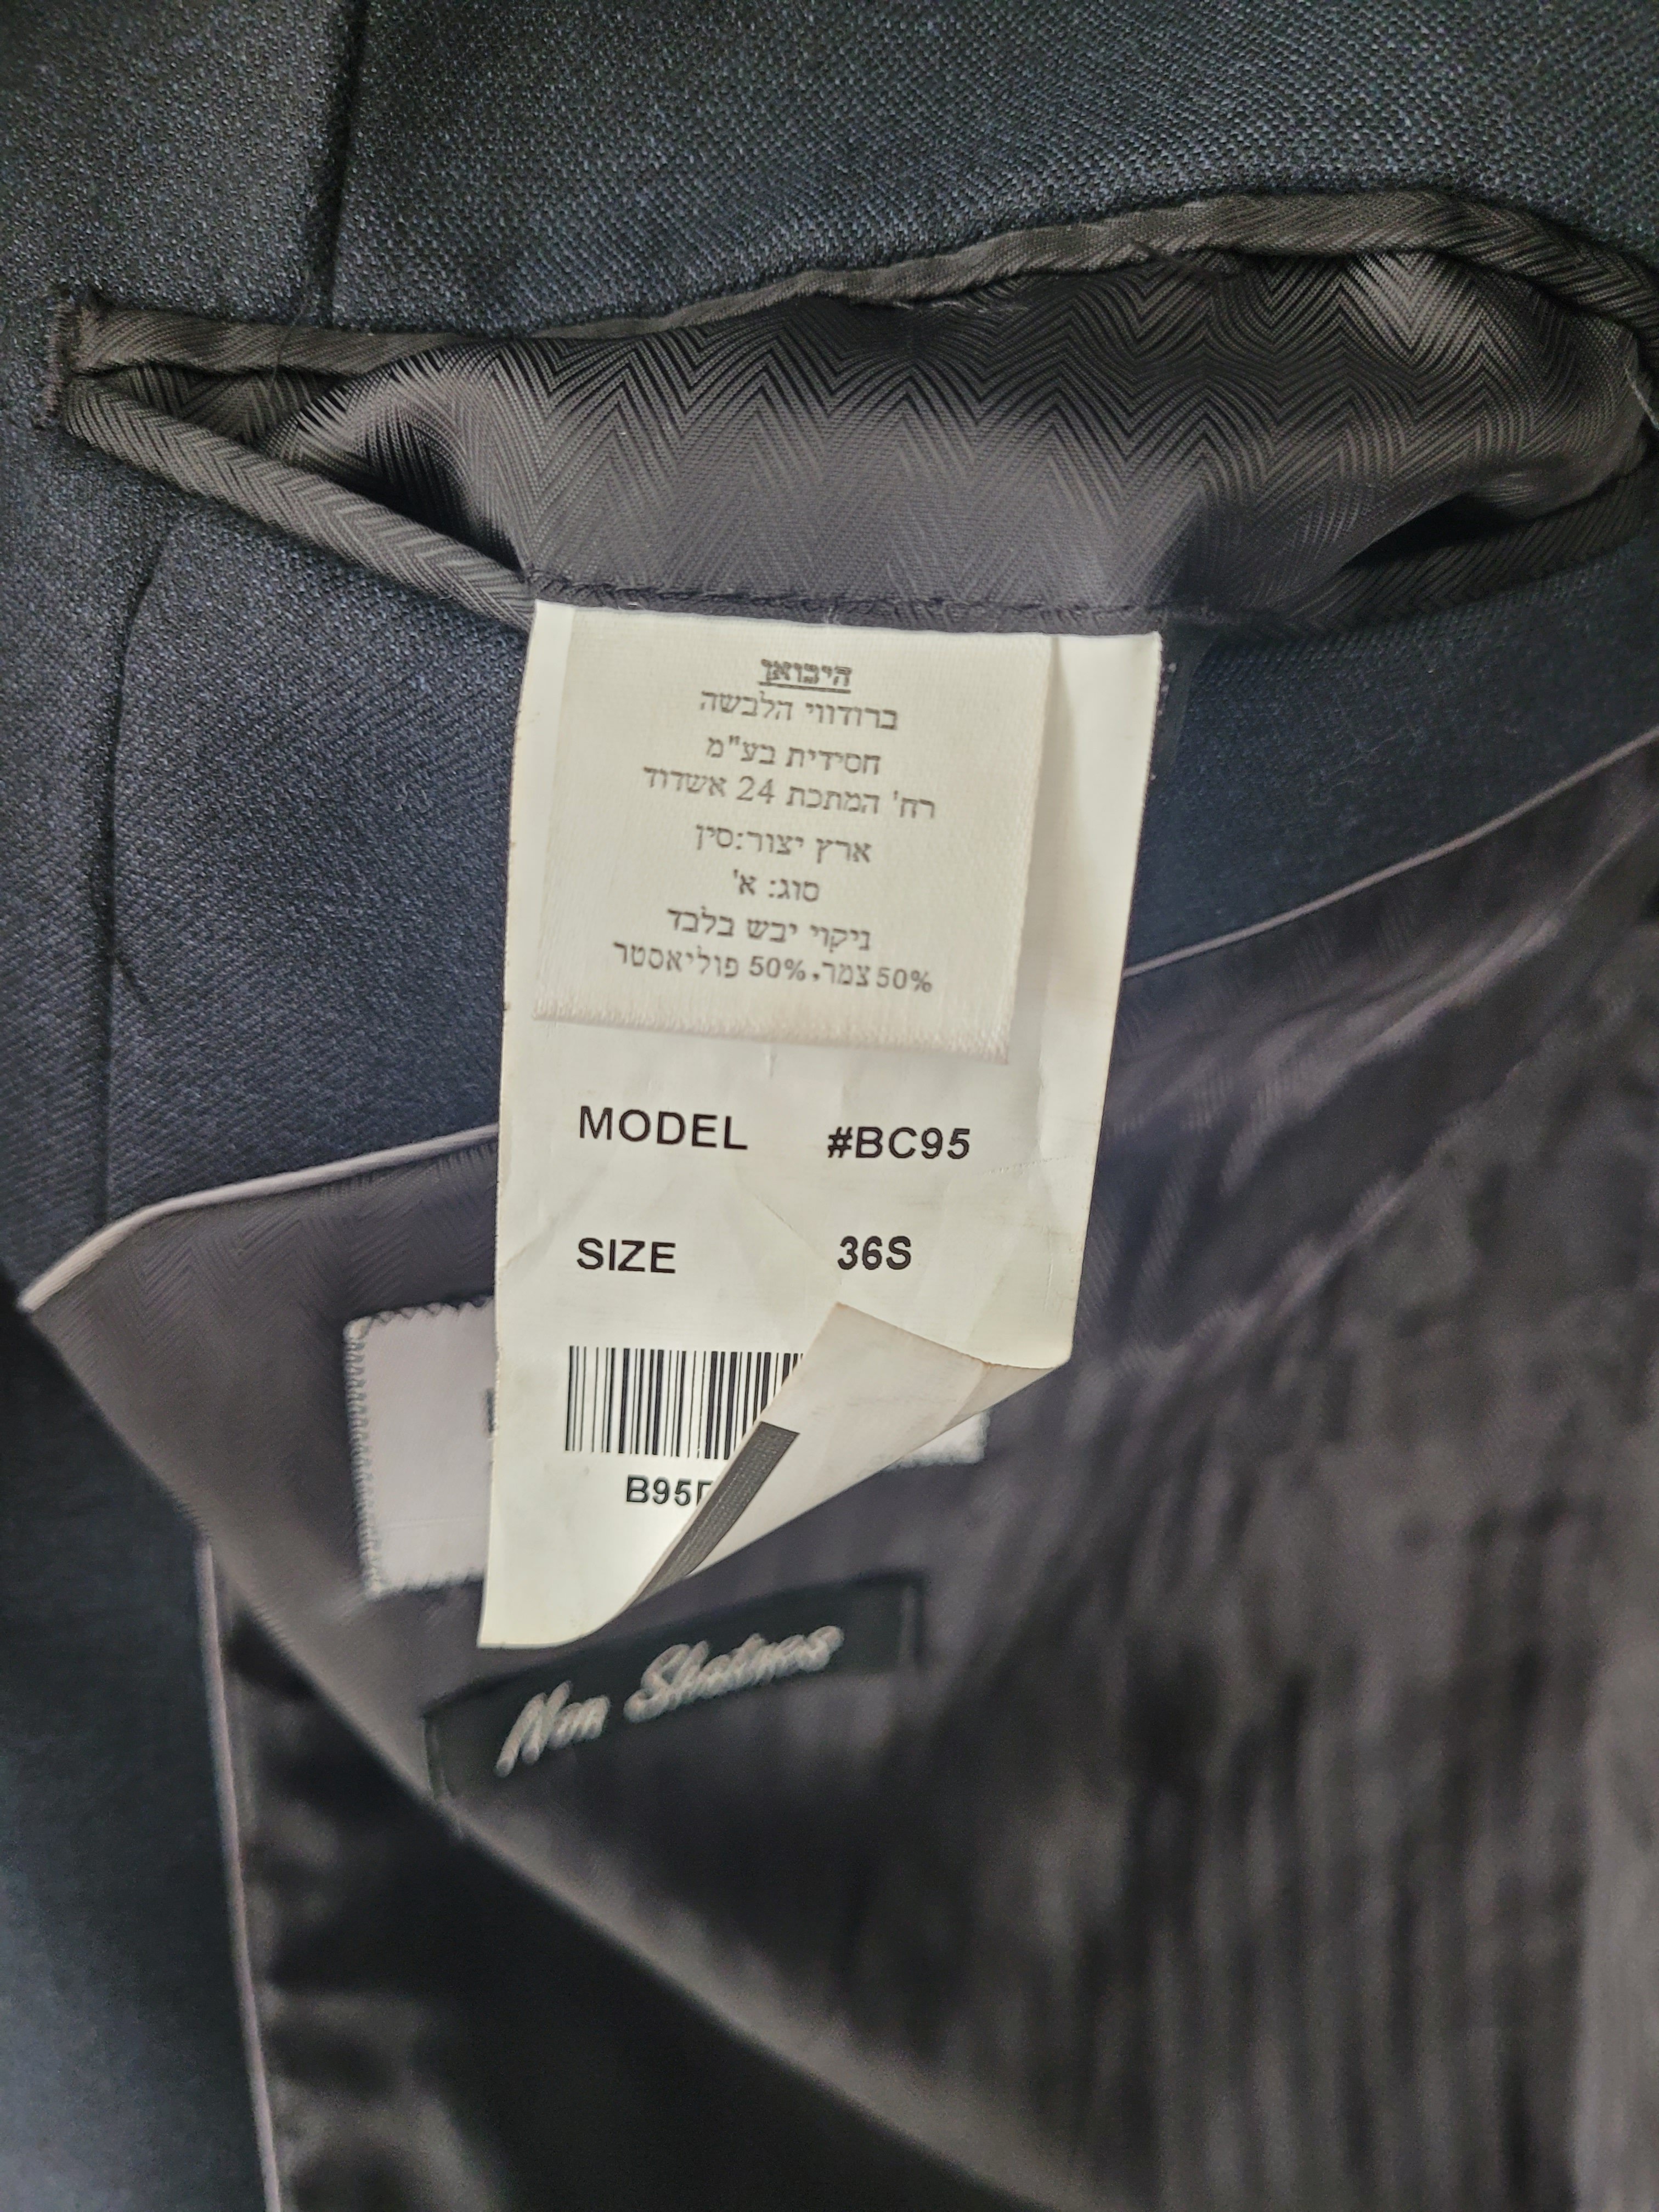 היבואן
ברודווי הלבשה
חסידית בע"מ
רח' המתכת 24 אשדוד
ארץ יצור:סין
סוג: א'
ניקוי יבש בלבד
50% צמר, 50% פוליאסטר
MODEL #BC95
SIZE 36S
Non Shatnes